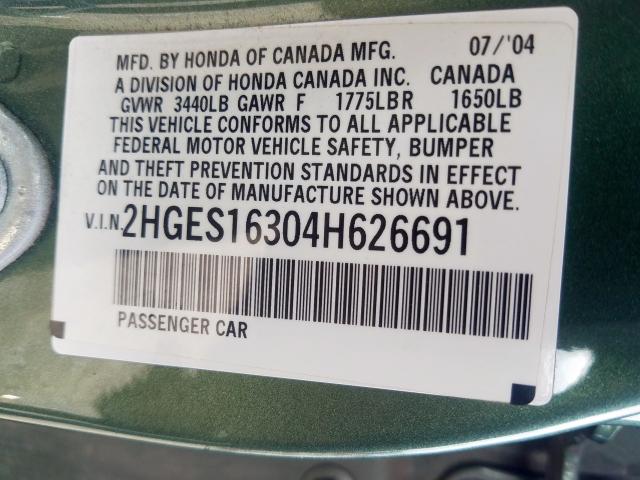 MFD. BY HONDA OF CANADA MFG. 07/'04
A DIVISION OF HONDA CANADA INC. CANADA
GVWR 3440LB GAWR F 1775LBR 1650LB
THIS VEHICLE CONFORMS TO ALL APPLICABLE
FEDERAL MOTOR VEHICLE SAFETY, BUMPER
AND THEFT PREVENTION STANDARDS IN EFFECT
ON THE DATE OF MANUFACTURE SHOWN ABOVE.
V.I.N. 2HGES16304H626691
PASSENGER CAR